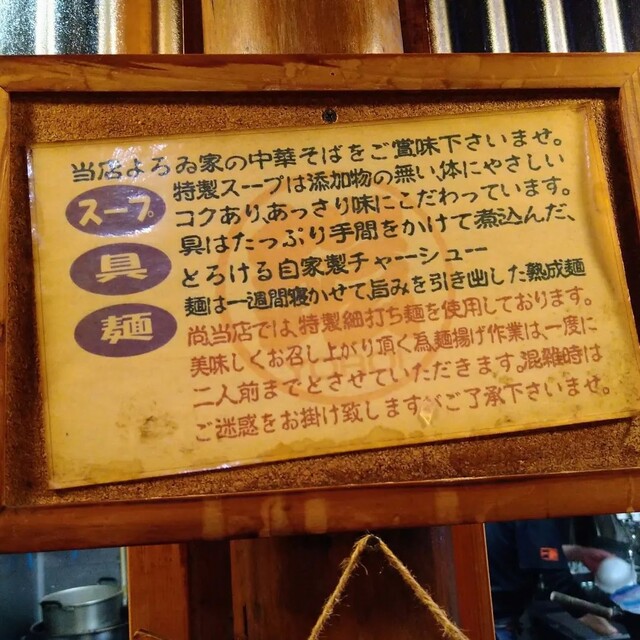 当店よろゐ家の中華そばをご賞味下さいませ。
スープ
特製スープは添加物の無い、体にやさしい
コクあり、あっさり味にこだわっています。
具
具はたっぷり手間をかけて煮込んだ、
とろける自家製チャーシュー
麺
麺は一週間寝かせて、旨みを引き出した熟成麺
尚当店では、特製細打ち麺を使用しております。
美味しくお召し上がり頂く為、麺揚げ作業は、一度に
二人前までとさせていただきます。混雑時は
ご迷惑をお掛け致しますがご了承下さいませ。